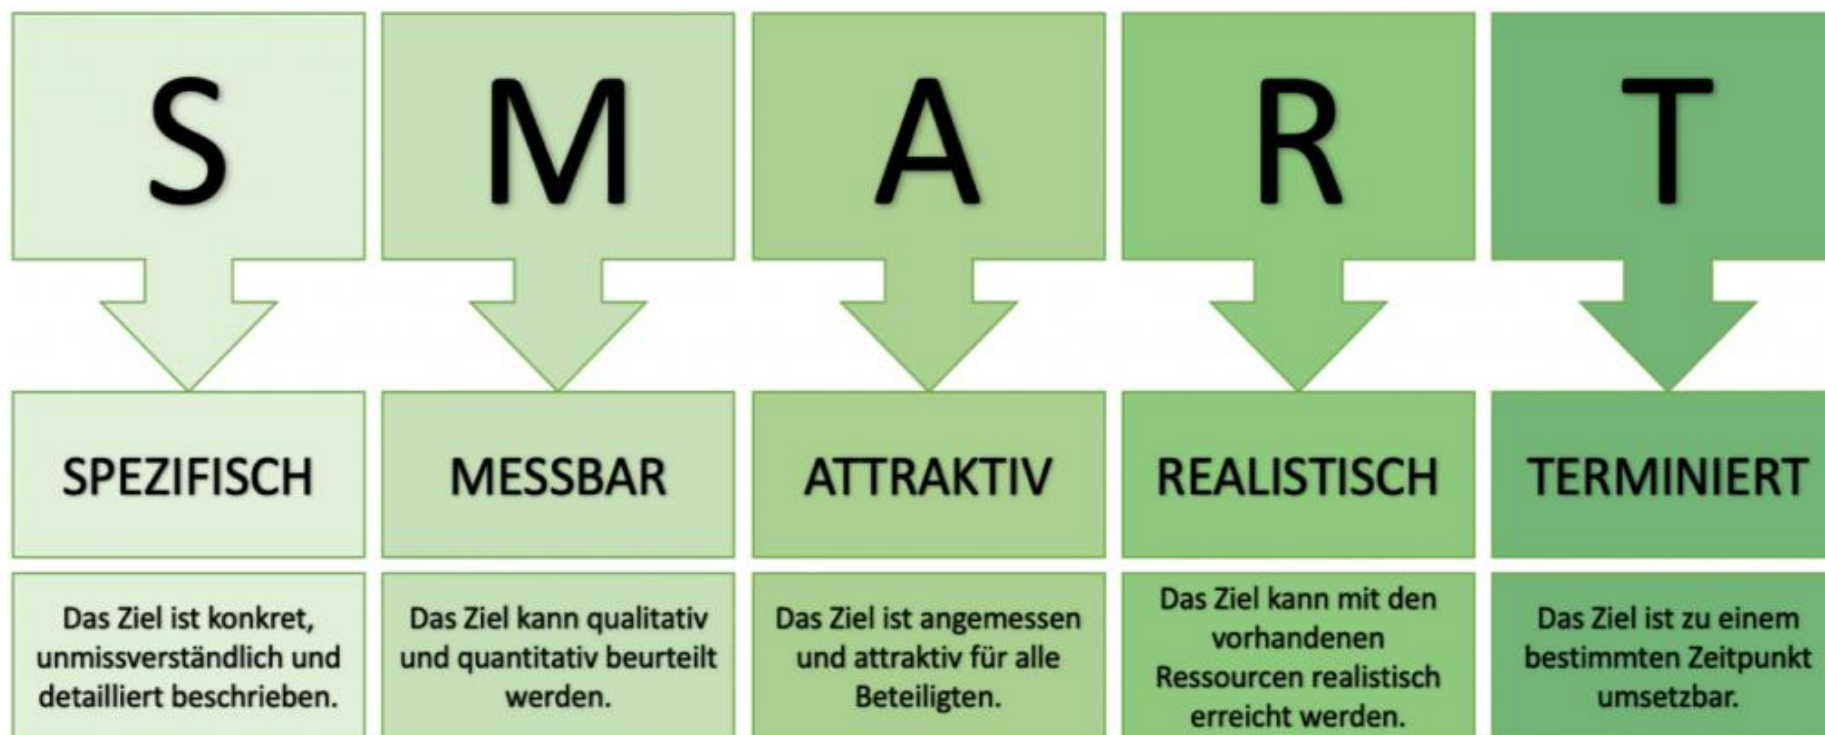 S
M
A
R
T
SPEZIFISCH
MESSBAR
ATTRAKTIV
REALISTISCH
TERMINIERT
Das Ziel ist konkret,
unmissverständlich und
detailliert beschrieben.
Das Ziel kann qualitativ
und quantitativ beurteilt
werden.
Das Ziel ist angemessen
und attraktiv für alle
Beteiligten.
Das Ziel kann mit den
vorhandenen
Ressourcen realistisch
erreicht werden.
Das Ziel ist zu einem
bestimmten Zeitpunkt
umsetzbar.